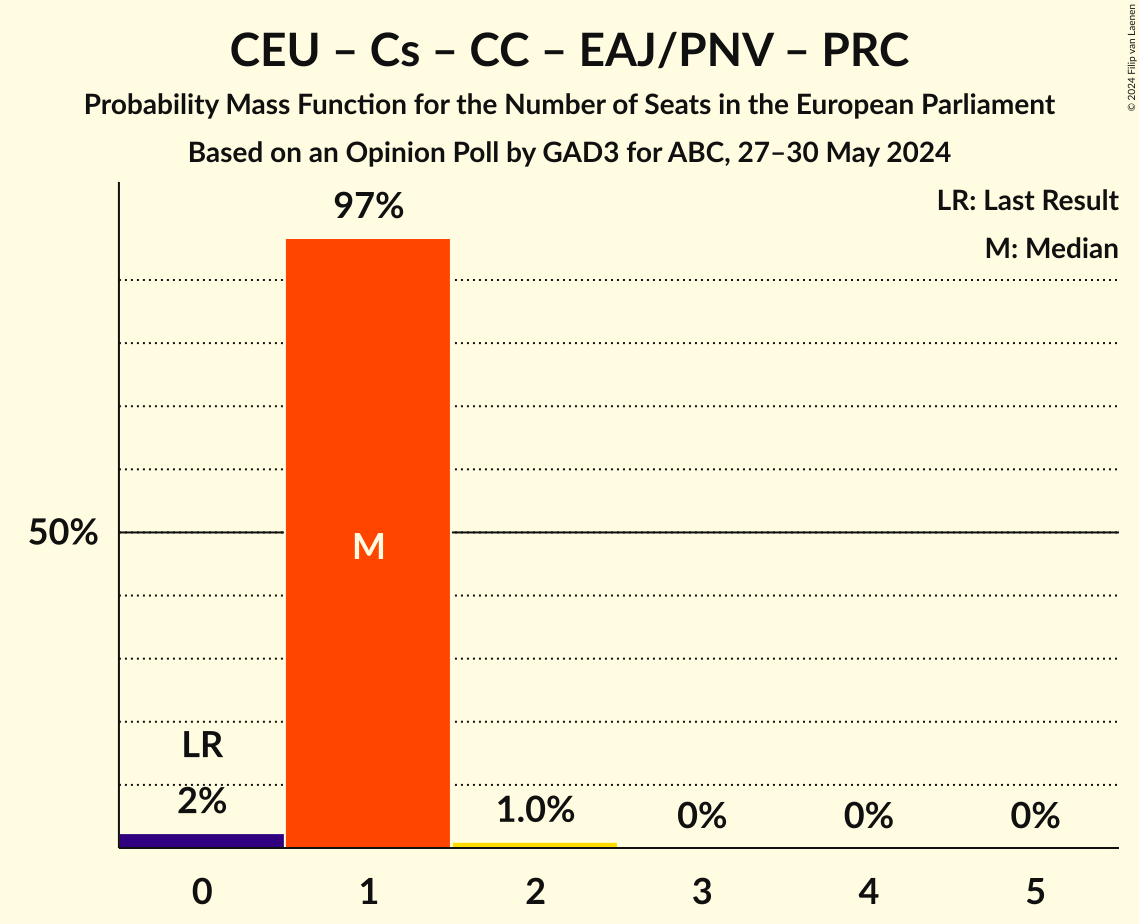 CEU – Cs – CC – EAJ/PNV – PRC
Probability Mass Function for the Number of Seats in the European Parliament
Based on an Opinion Poll by GAD3 for ABC, 27–30 May 2024
© 2024 Filip van Laenen
LR: Last Result
M: Median
97%
50%
M
LR
2%
1.0%
0%
0%
0%
0
1
2
3
4
5